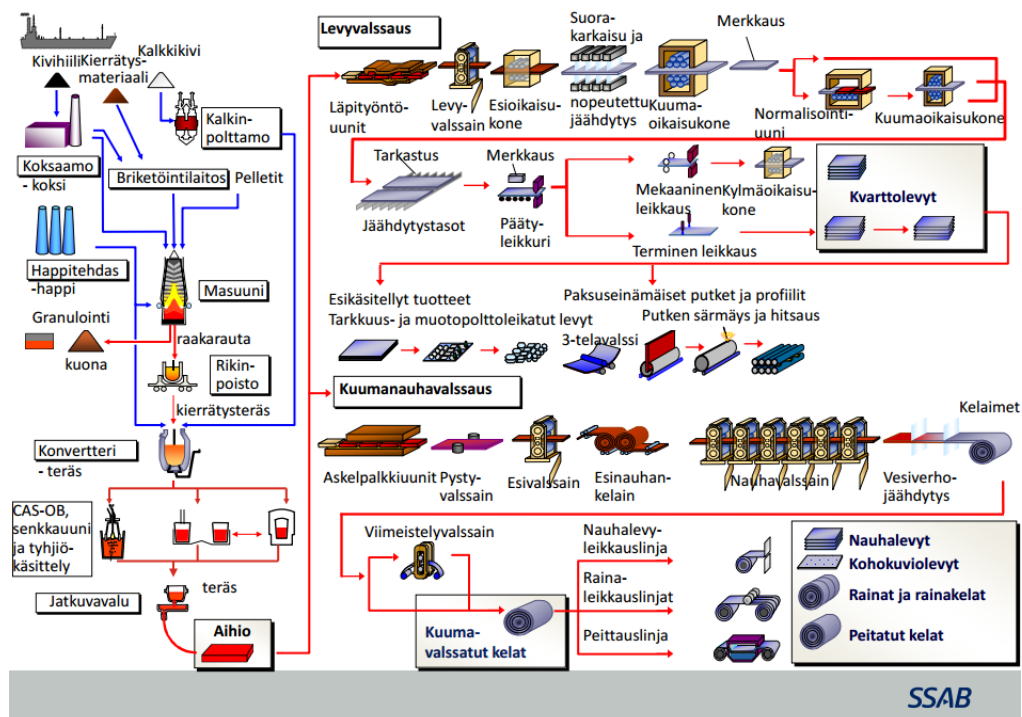 Kivihiili
Kierrätys-
materiaali
Kalkkikivi
Kalkin-
polttamo
Koksaamo
- koksi
Briketöintilaitos
Pelletit
Happitehdas
-happi
Masuuni
Granulointi
kuona
raakarauta
Rikin-
poisto
kierrätysteräs
Konvertteri
- teräs
CAS-OB,
senkkauuni
ja tyhjiö-
käsittely
teräs
Jatkuvavalu
Aihio
Levyvalssaus
Läpityöntö-
uunit
Levy-
valssain
Esioikaisu-
kone
Suora-
karkaisu ja
nopeutettu
jäähdytys
Kuuma-
oikaisukone
Merkkaus
Normalisointi-
uuni
Kuumaoikaisukone
Tarkastus
Jäähdytystasot
Merkkaus
Pääty-
leikkuri
Mekaaninen
leikkaus
Kylmäoikaisu-
kone
Terminen leikkaus
Kvarttolevyt
Esikäsitellyt tuotteet
Tarkkuus- ja muotopolttoleikatut levyt
Paksuseinämäiset putket ja profiilit
Putken särmäys ja hitsaus
3-telavalssi
Kuumanauhavalssaus
Askelpalkkiuunit
Pysty-
valssain
Esivalssain
Esinauhan-
kelain
Nauhavalssain
Vesiverho-
jäähdytys
Kelaimet
Viimeistelyvalssain
Kuuma-
valssatut kelat
Nauhalevy-
leikkauslinja
Raina-
leikkauslinjat
Peittauslinja
Nauhalevyt
Kohokuviolevyt
Rainat ja rainakelat
Peitatut kelat
SSAB